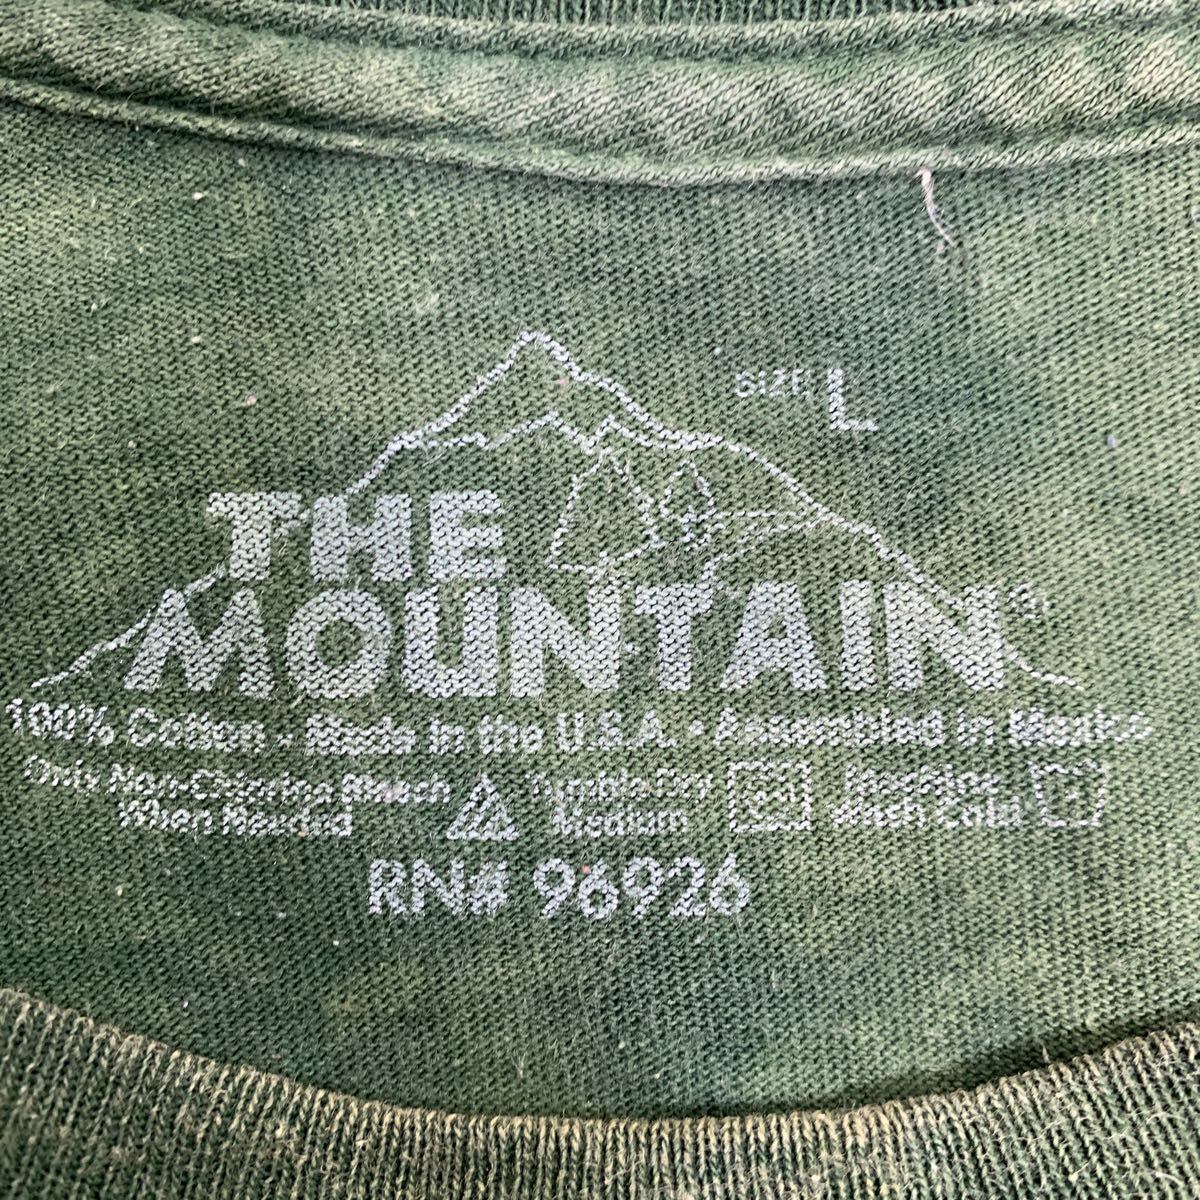 SIZE L
THE
MOUNTAIN®
100% Cotton • Made in the U.S.A. • Assembled in Mexico
Only Non-Chlorine Bleach
When Needed
Tumble Dry
Medium
Machine
Wash Cold
RN# 96926